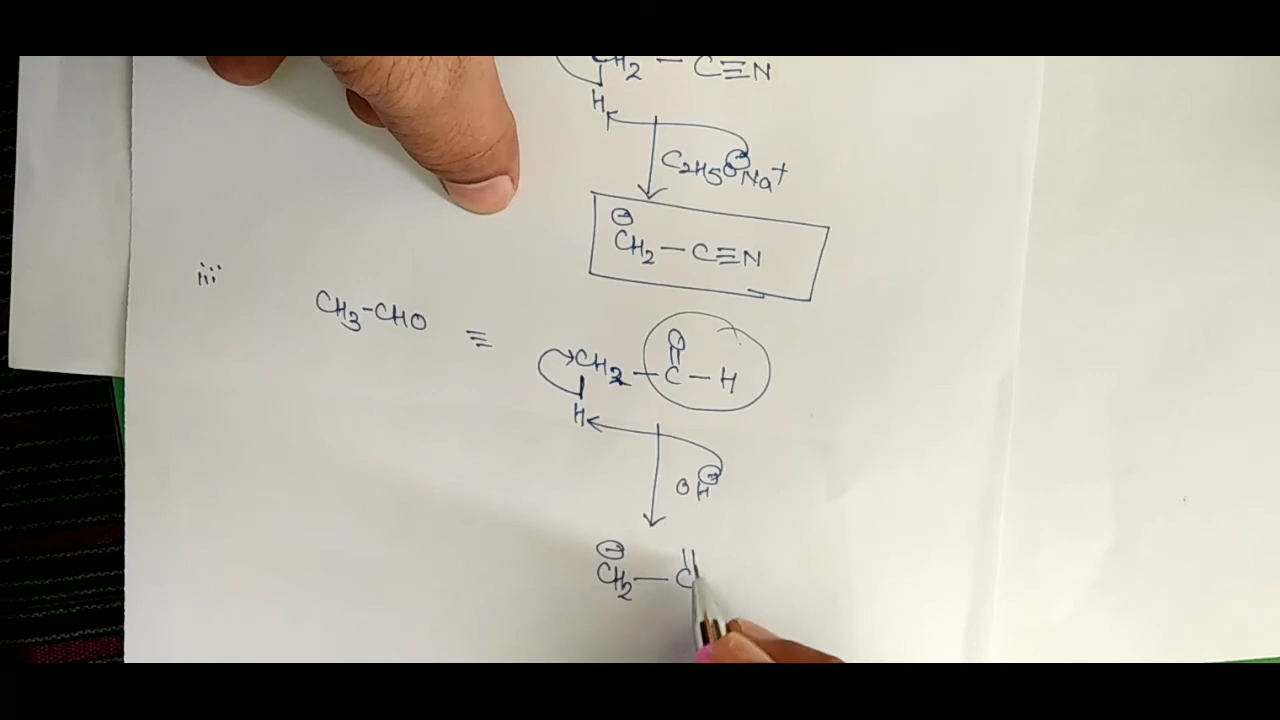 CH2 — C≡N
H
C2H5O⊖Na+
⊖
CH2 — C≡N
iii
CH3-CHO ≡
O
CH2 — C — H
H
OH⊖
⊖
CH2 — C